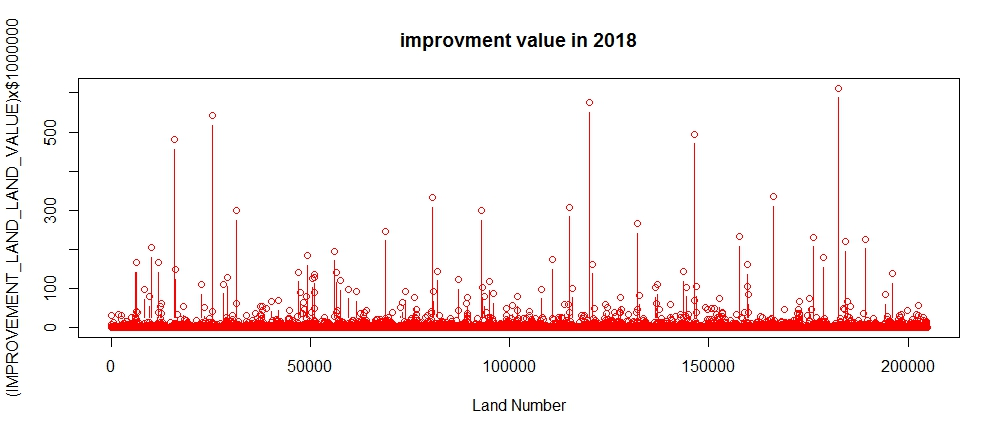 improvment value in 2018
(IMPROVEMENT_LAND_LAND_VALUE)x$1000000
500
300
100
0
0 50000 100000 150000 200000
Land Number